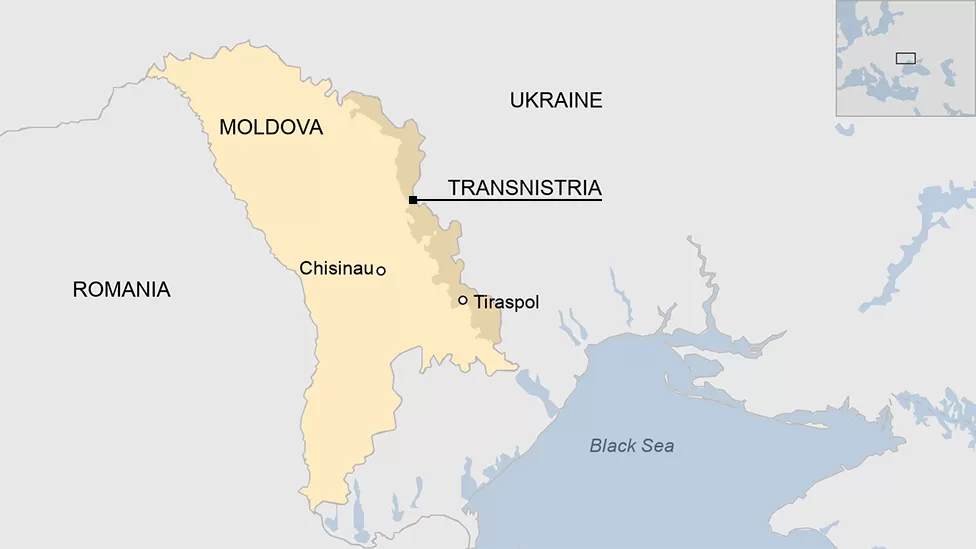 UKRAINE
MOLDOVA
TRANSNISTRIA
Chisinau
ROMANIA
Tiraspol
Black Sea